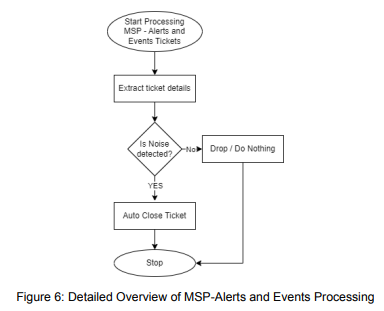 Start Processing
MSP - Alerts and
Events Tickets
Extract ticket details
Is Noise
detected?
No
Drop / Do Nothing
YES
Auto Close Ticket
Stop
Figure 6: Detailed Overview of MSP-Alerts and Events Processing